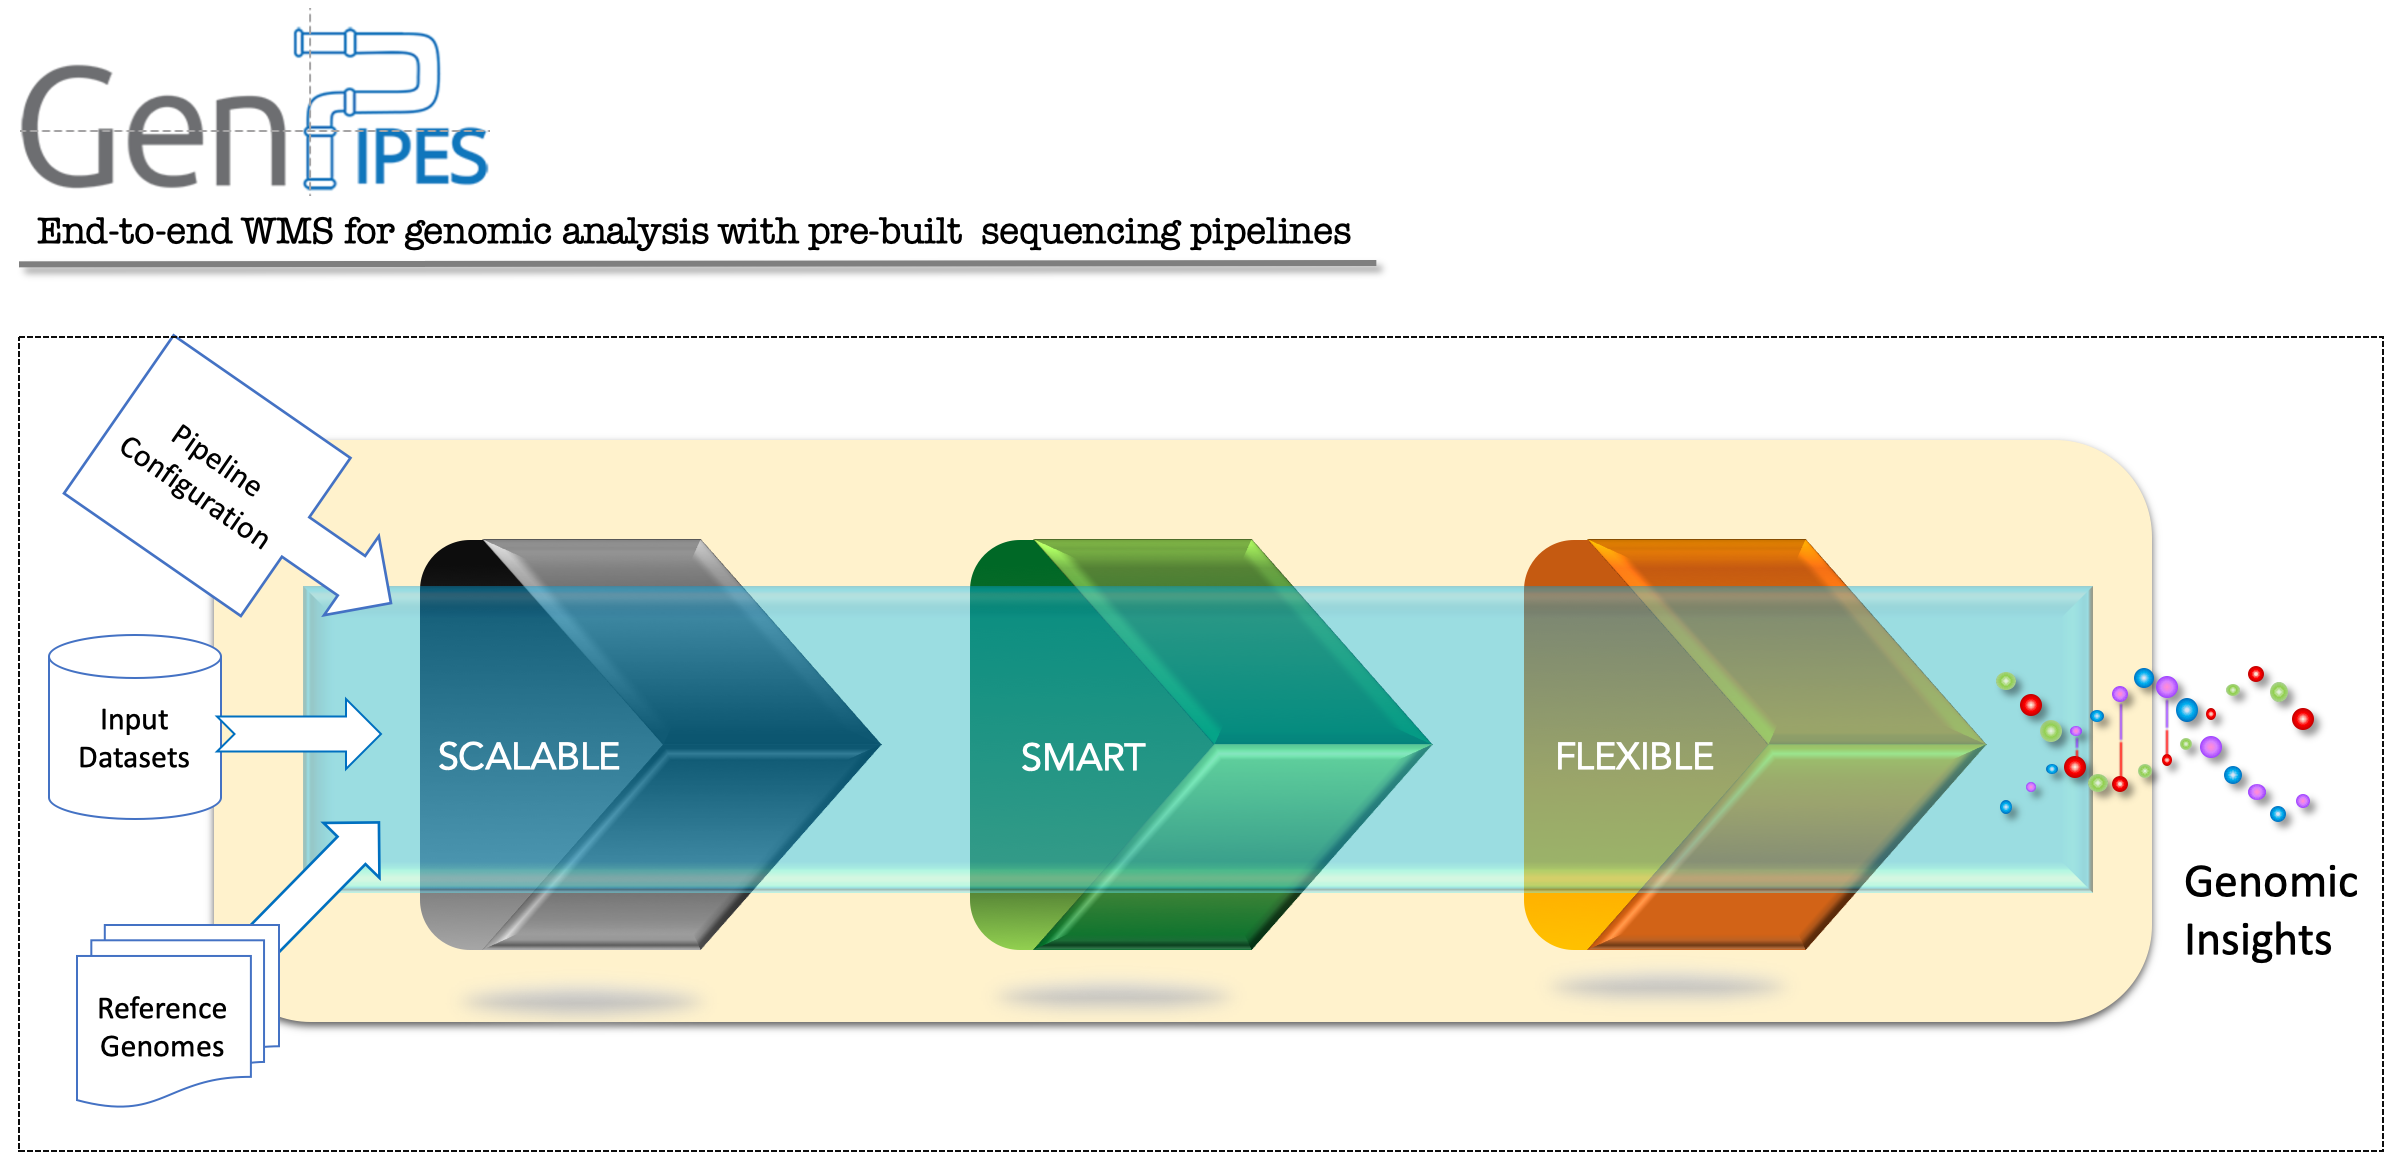 GenPIPES
End-to-end WMS for genomic analysis with pre-built sequencing pipelines
Pipeline
Configuration
Input
Datasets
Reference
Genomes
SCALABLE
SMART
FLEXIBLE
Genomic
Insights